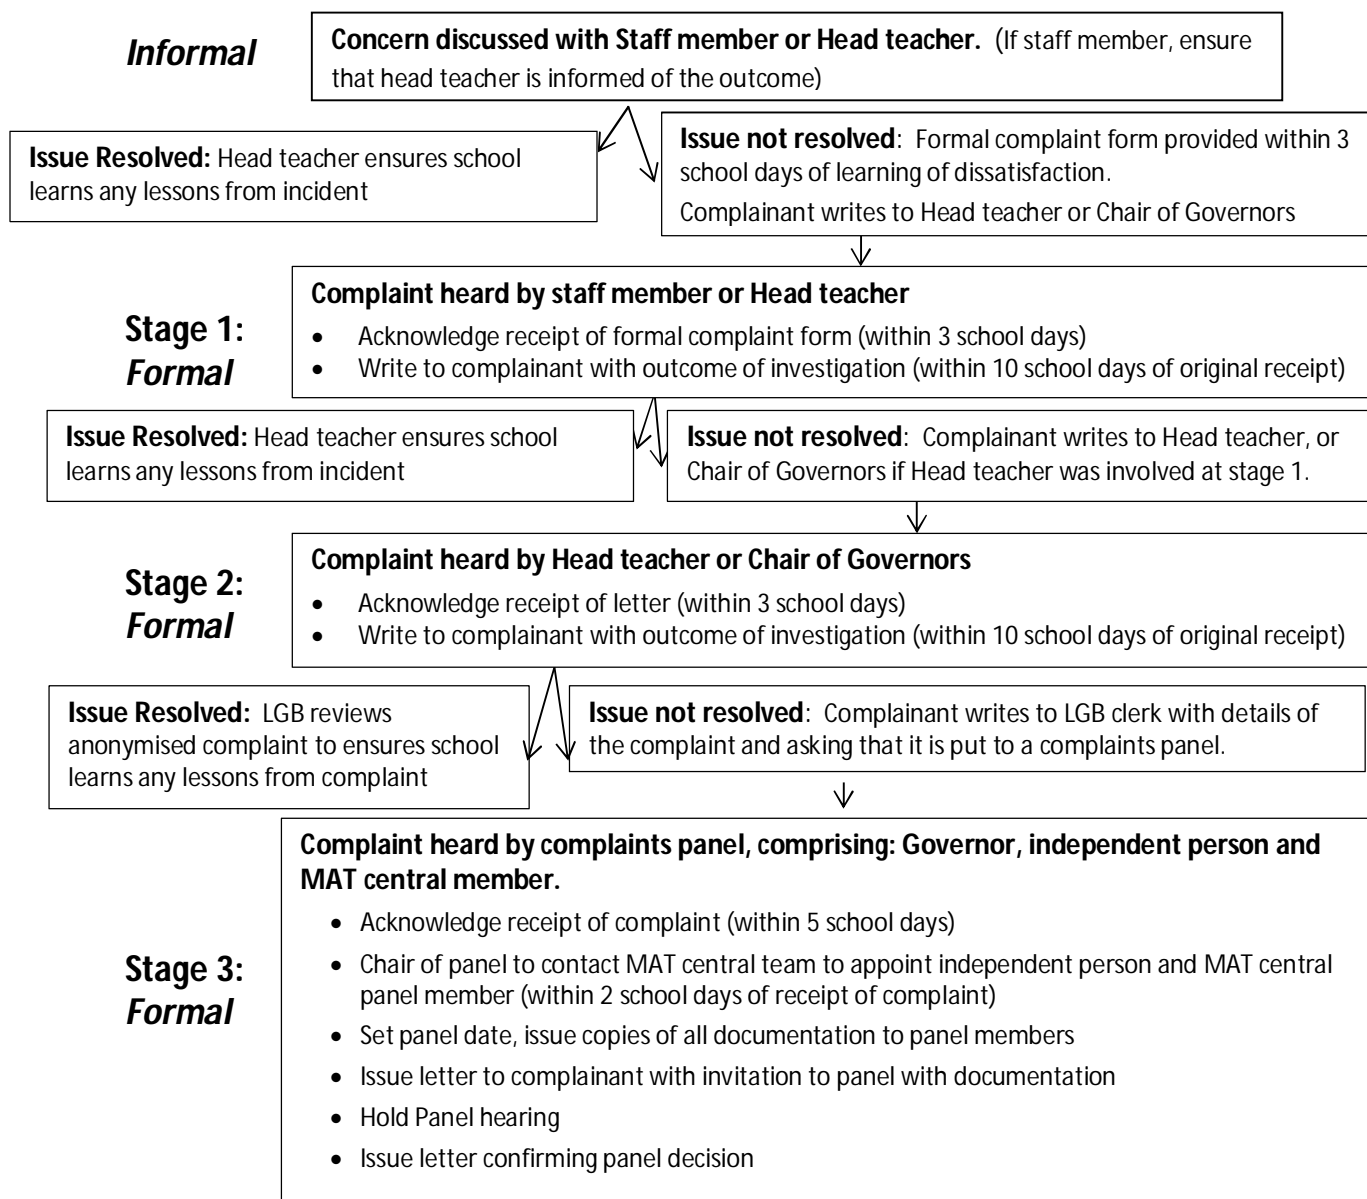 Informal
Concern discussed with Staff member or Head teacher. (If staff member, ensure
that head teacher is informed of the outcome)
Issue Resolved: Head teacher ensures school
learns any lessons from incident
Issue not resolved: Formal complaint form provided within 3
school days of learning of dissatisfaction.
Complainant writes to Head teacher or Chair of Governors
Stage 1:
Formal
Complaint heard by staff member or Head teacher
• Acknowledge receipt of formal complaint form (within 3 school days)
• Write to complainant with outcome of investigation (within 10 school days of original receipt)
Issue Resolved: Head teacher ensures school
learns any lessons from incident
Issue not resolved: Complainant writes to Head teacher, or
Chair of Governors if Head teacher was involved at stage 1.
Stage 2:
Formal
Complaint heard by Head teacher or Chair of Governors
• Acknowledge receipt of letter (within 3 school days)
• Write to complainant with outcome of investigation (within 10 school days of original receipt)
Issue Resolved: LGB reviews
anonymised complaint to ensures school
learns any lessons from complaint
Issue not resolved: Complainant writes to LGB clerk with details of
the complaint and asking that it is put to a complaints panel.
Stage 3:
Formal
Complaint heard by complaints panel, comprising: Governor, independent person and
MAT central member.
• Acknowledge receipt of complaint (within 5 school days)
• Chair of panel to contact MAT central team to appoint independent person and MAT central
panel member (within 2 school days of receipt of complaint)
• Set panel date, issue copies of all documentation to panel members
• Issue letter to complainant with invitation to panel with documentation
• Hold Panel hearing
• Issue letter confirming panel decision